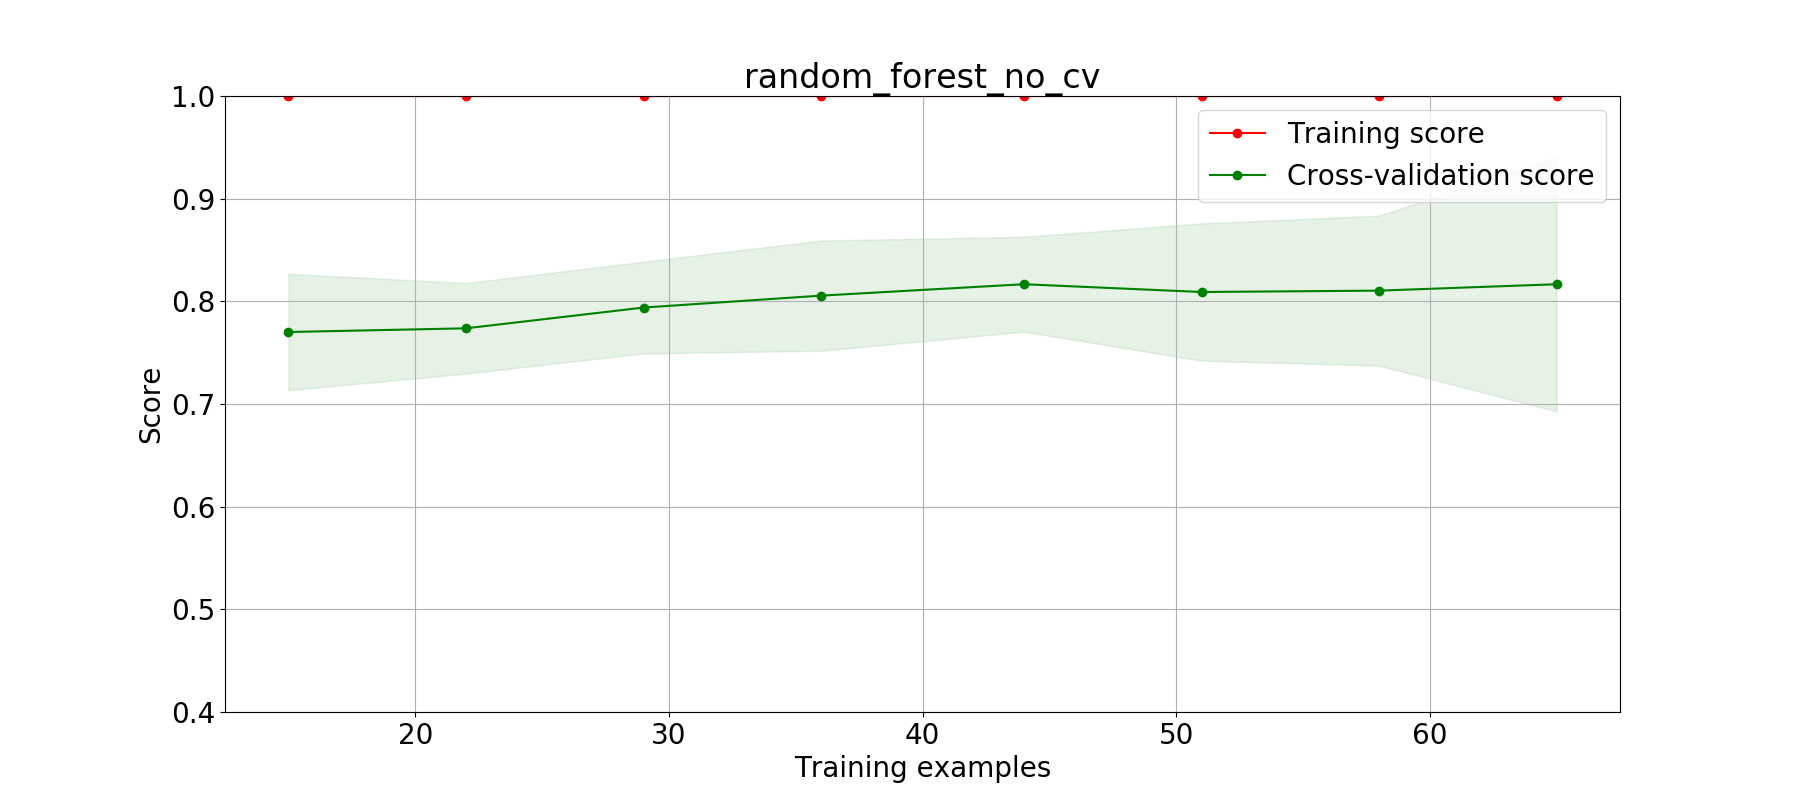 random_forest_no_cv
Training score
Cross-validation score
1.0
0.9
0.8
0.7
0.6
0.5
0.4
Score
20 30 40 50 60
Training examples